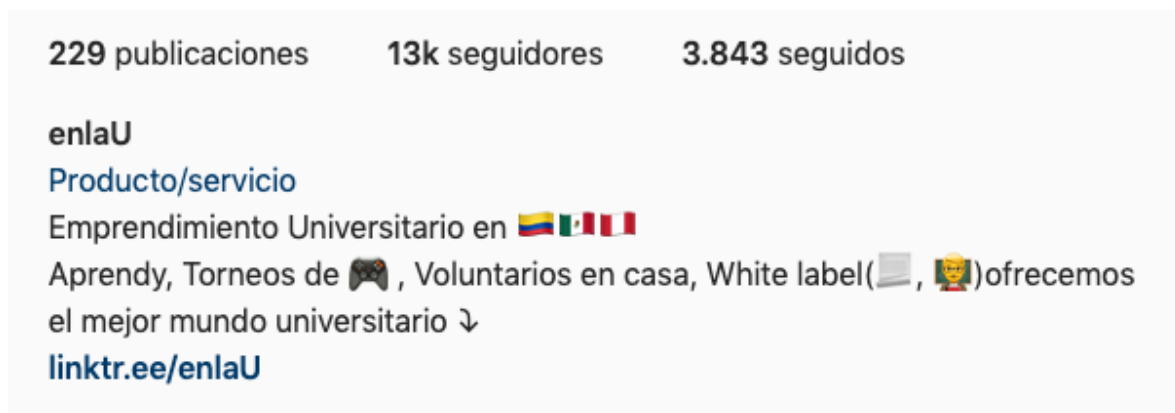 229 publicaciones 13k seguidores 3.843 seguidos
enlaU
Producto/servicio
Emprendimiento Universitario en 🇨🇴🇲🇽🇵🇪
Aprendy, Torneos de 🎮 , Voluntarios en casa, White label(📃, 👩‍🏫)ofrecemos
el mejor mundo universitario ⤵
linktr.ee/enlaU